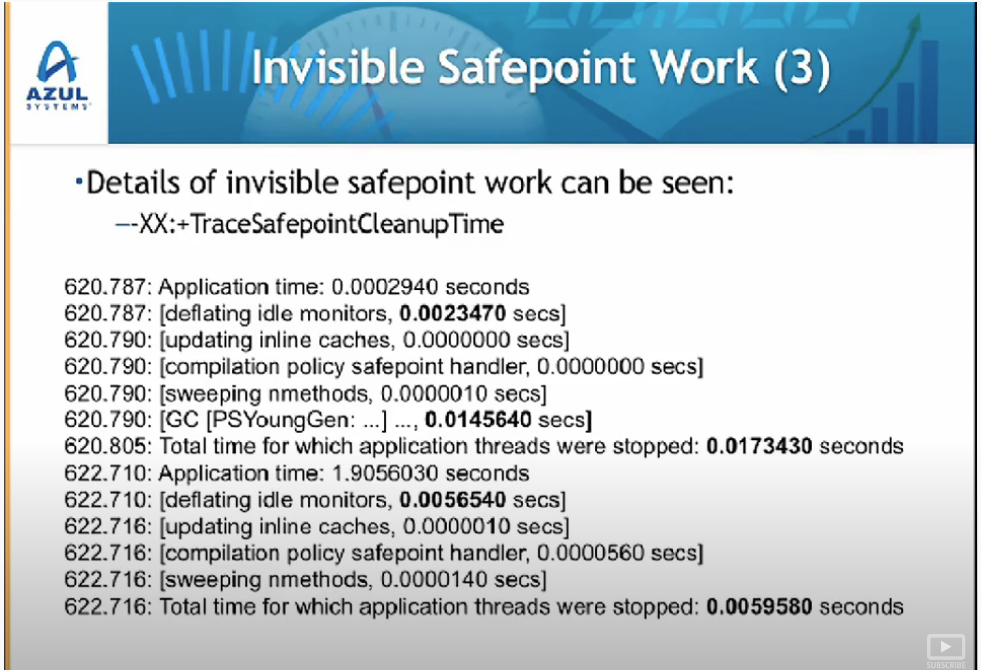 AZUL
SYSTEMS
Invisible Safepoint Work (3)
•Details of invisible safepoint work can be seen:
–-XX:+TraceSafepointCleanupTime
620.787: Application time: 0.0002940 seconds
620.787: [deflating idle monitors, 0.0023470 secs]
620.790: [updating inline caches, 0.0000000 secs]
620.790: [compilation policy safepoint handler, 0.0000000 secs]
620.790: [sweeping nmethods, 0.0000010 secs]
620.790: [GC [PSYoungGen: ...] ..., 0.0145640 secs]
620.805: Total time for which application threads were stopped: 0.0173430 seconds
622.710: Application time: 1.9056030 seconds
622.710: [deflating idle monitors, 0.0056540 secs]
622.716: [updating inline caches, 0.0000010 secs]
622.716: [compilation policy safepoint handler, 0.0000560 secs]
622.716: [sweeping nmethods, 0.0000140 secs]
622.716: Total time for which application threads were stopped: 0.0059580 seconds
SUBSCRIBE